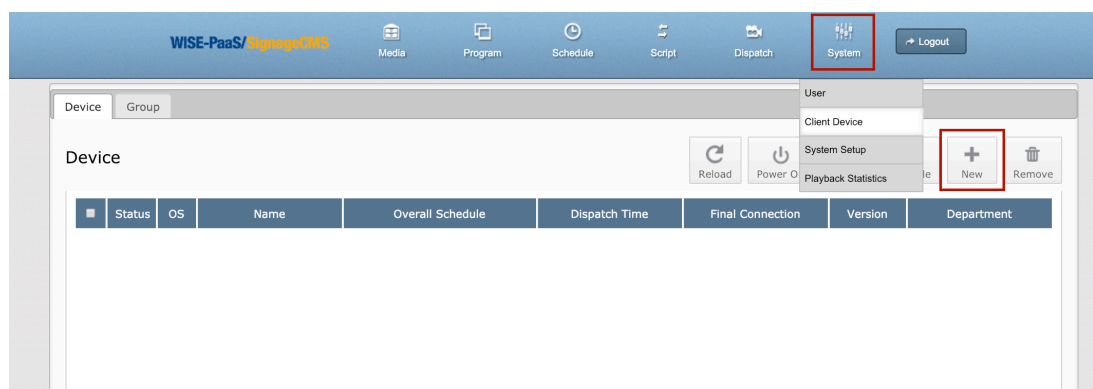 WISE-PaaS/SignageCMS
Media Program Schedule Script Dispatch System Logout
Device Group
User
Client Device
System Setup
Playback Statistics
Device
Reload Power O le New Remove
Status OS Name Overall Schedule Dispatch Time Final Connection Version Department